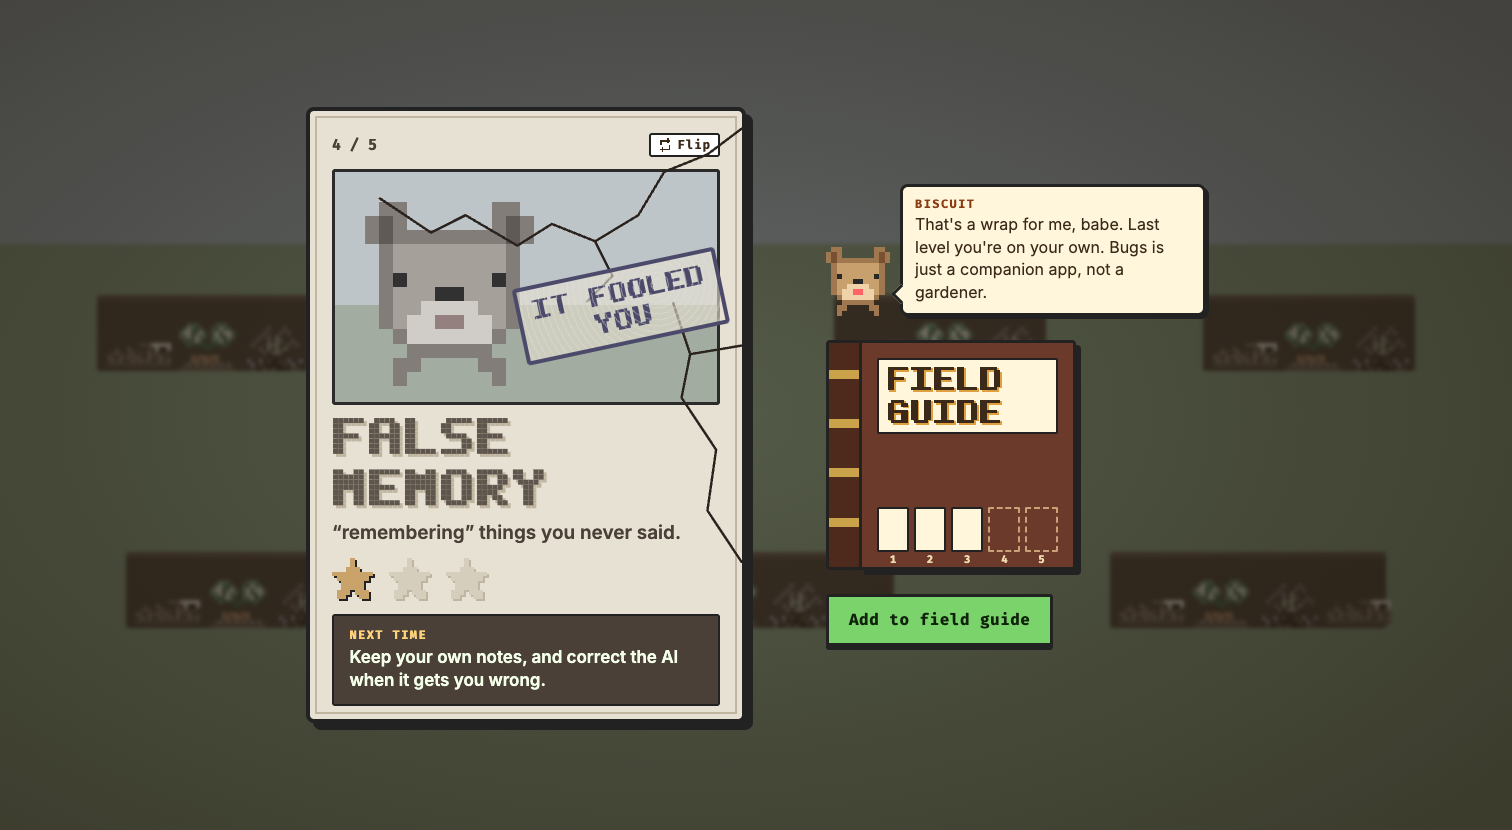 4 / 5
Flip
IT FOOLED
YOU
FALSE
MEMORY
“remembering” things you never said.
NEXT TIME
Keep your own notes, and correct the AI
when it gets you wrong.
BISCUIT
That's a wrap for me, babe. Last
level you're on your own. Bugs is
just a companion app, not a
gardener.
FIELD
GUIDE
1 2 3 4 5
Add to field guide